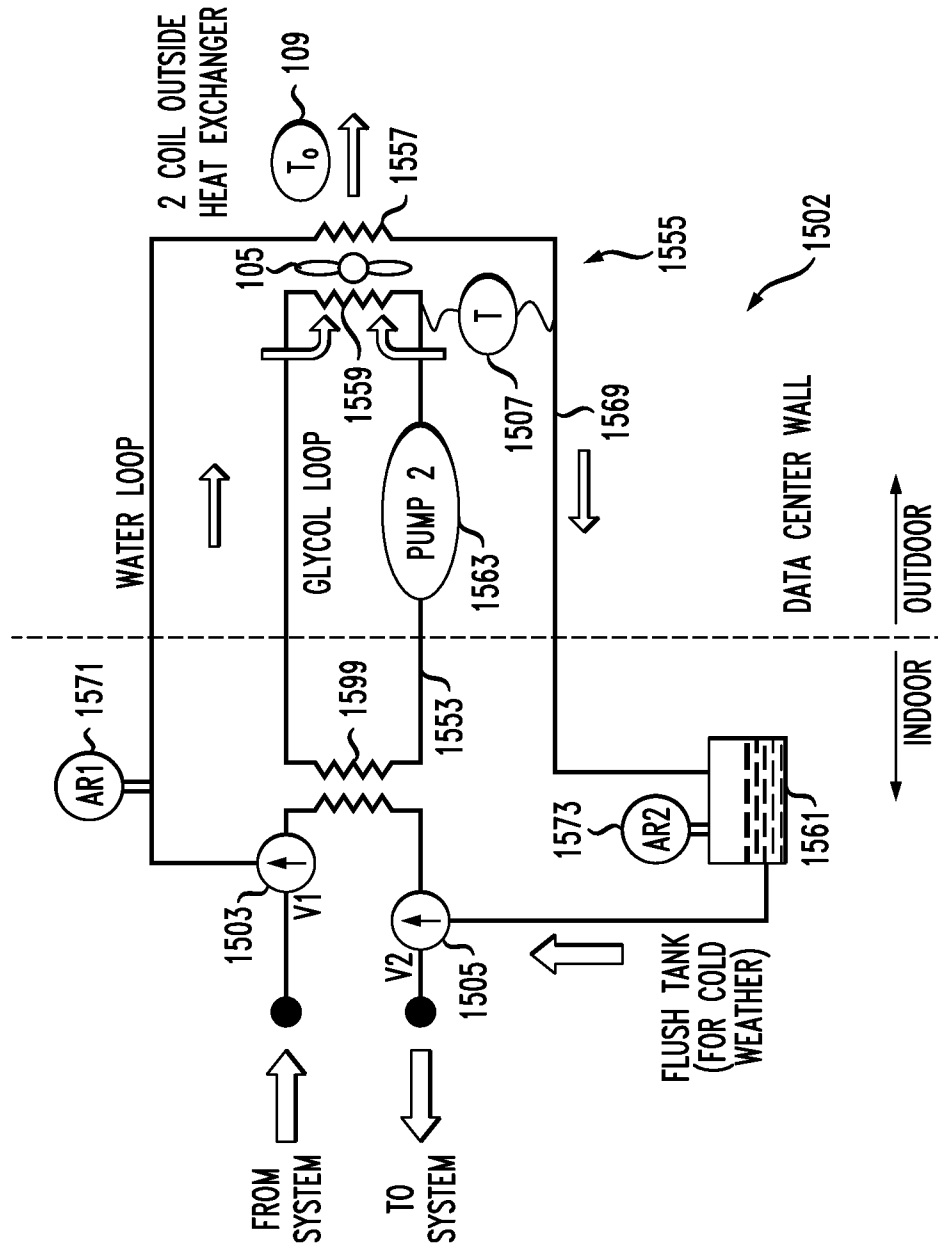 2 COIL OUTSIDE
HEAT EXCHANGER
T0
109
105
1557
WATER LOOP
AR1
1571
1559
GLYCOL LOOP
PUMP 2
1563
T
1507
1569
1555
1502
1503
V1
1599
1553
FROM
SYSTEM
TO
SYSTEM
V2
1505
1573
AR2
1561
FLUSH TANK
(FOR COLD
WEATHER)
DATA CENTER WALL
INDOOR
OUTDOOR